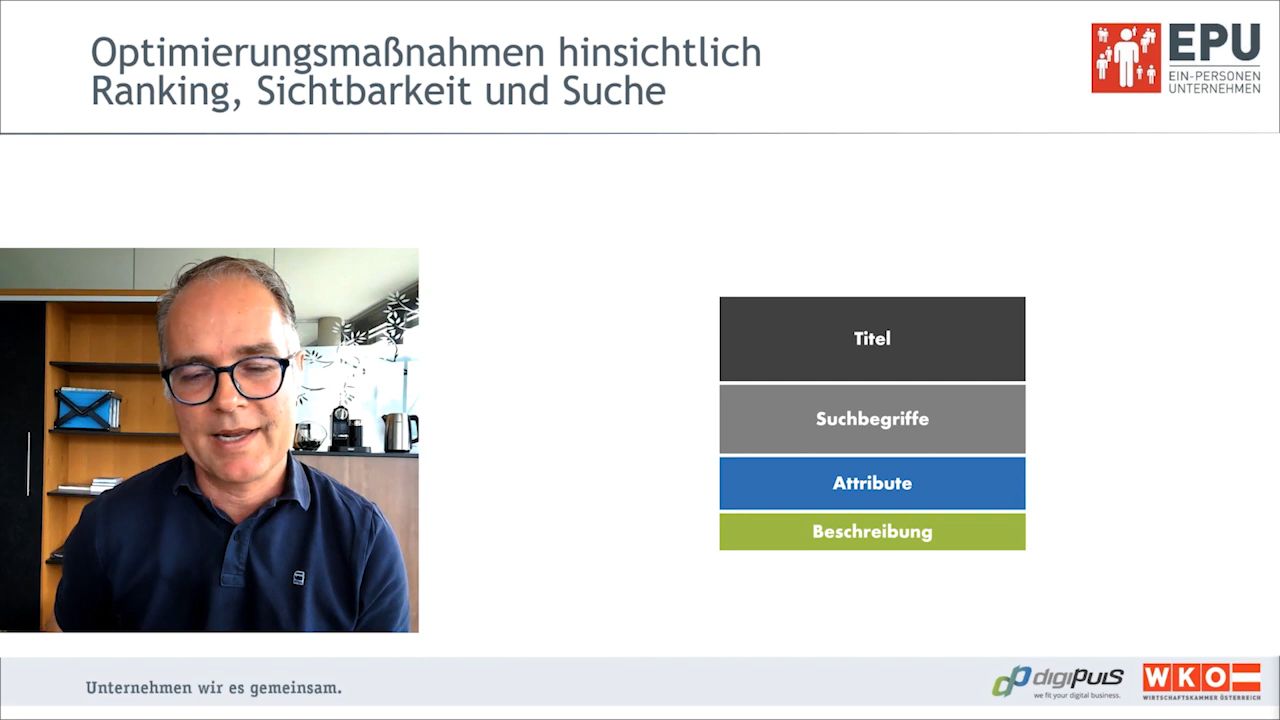 Optimierungsmaßnahmen hinsichtlich
Ranking, Sichtbarkeit und Suche
EPU
EIN-PERSONEN
UNTERNEHMEN
Titel
Suchbegriffe
Attribute
Beschreibung
Unternehmen wir es gemeinsam.
digiPULS
we fit your digital business.
WKO
WIRTSCHAFTSKAMMER ÖSTERREICH